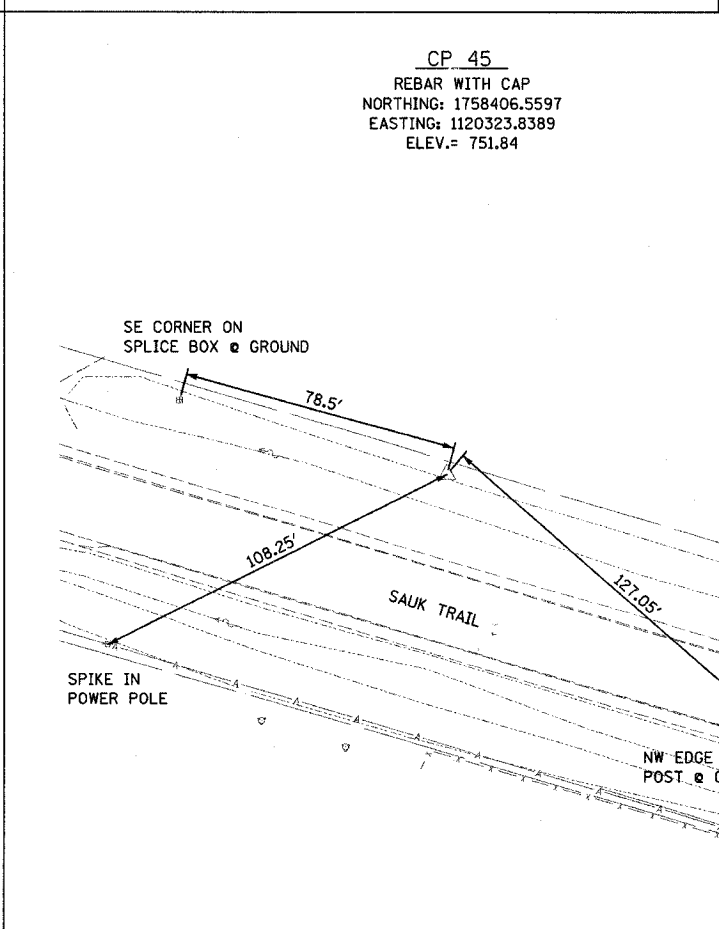 CP 45
REBAR WITH CAP
NORTHING: 1758406.5597
EASTING: 1120323.8389
ELEV.= 751.84
SE CORNER ON
SPLICE BOX @ GROUND
78.5'
108.25'
127.05'
SAUK TRAIL
SPIKE IN
POWER POLE
NW EDGE
POST @